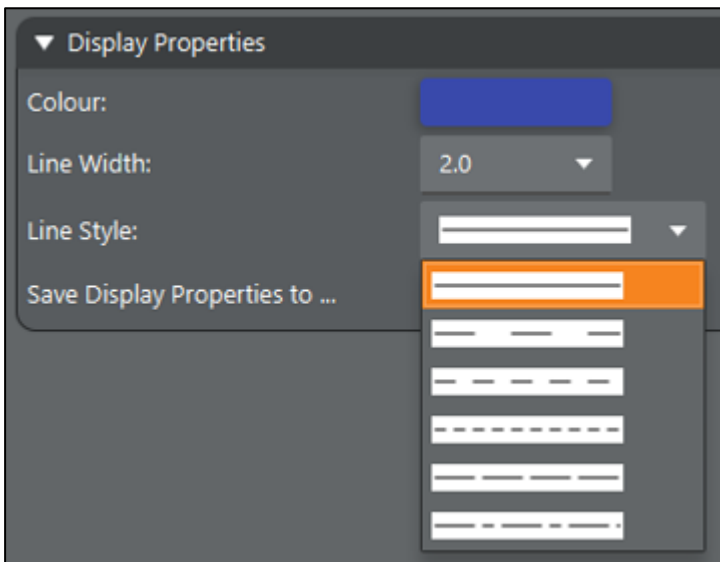 Display Properties
Colour:
Line Width: 2.0
Line Style:
Save Display Properties to ...